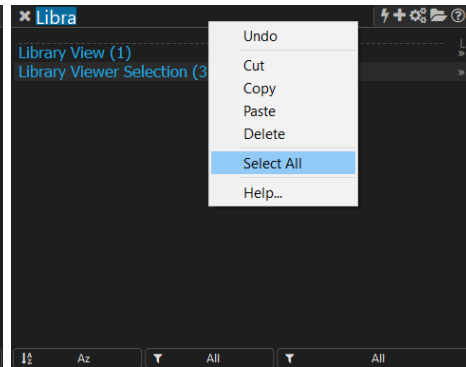 Libra
L
Library View (1)
Library Viewer Selection (3
Undo
Cut
Copy
Paste
Delete
Select All
Help...
Az
All
All